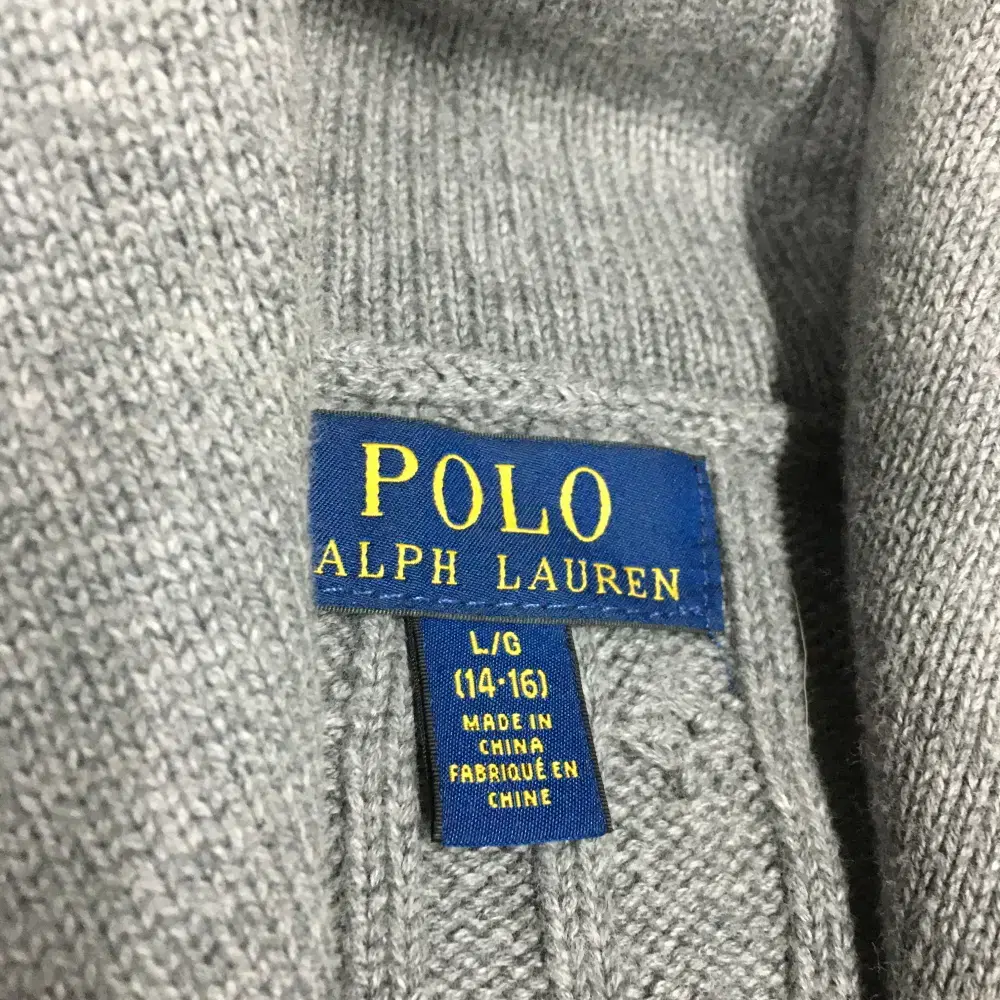 POLO
ALPH LAUREN
L/G
(14·16)
MADE IN
CHINA
FABRIQUÉ EN
CHINE